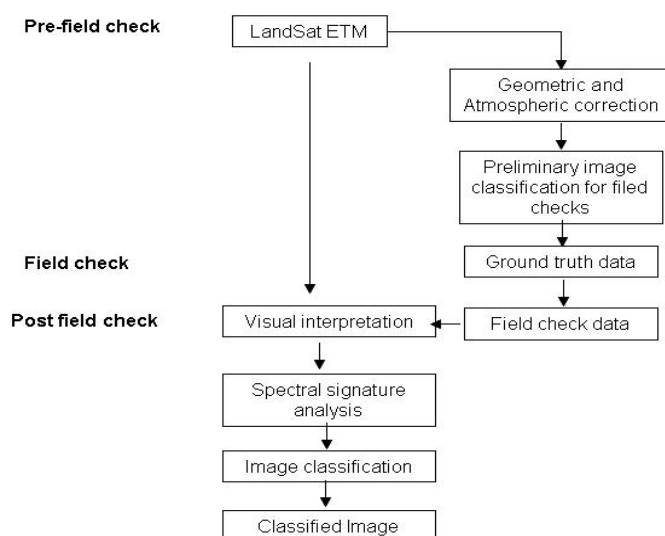 Pre-field check
LandSat ETM
Geometric and
Atmospheric correction
Preliminary image
classification for filed
checks
Field check
Ground truth data
Post field check
Visual interpretation
Field check data
Spectral signature
analysis
Image classification
Classified Image